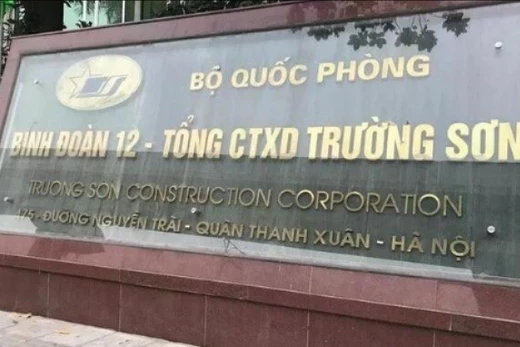 BỘ QUỐC PHÒNG
BINH ĐOÀN 12 - TỔNG CTXD TRƯỜNG SƠN
TRUONG SON CONSTRUCTION CORPORATION
475 - ĐƯỜNG NGUYỄN TRÃI - QUẬN THANH XUÂN - HÀ NỘI